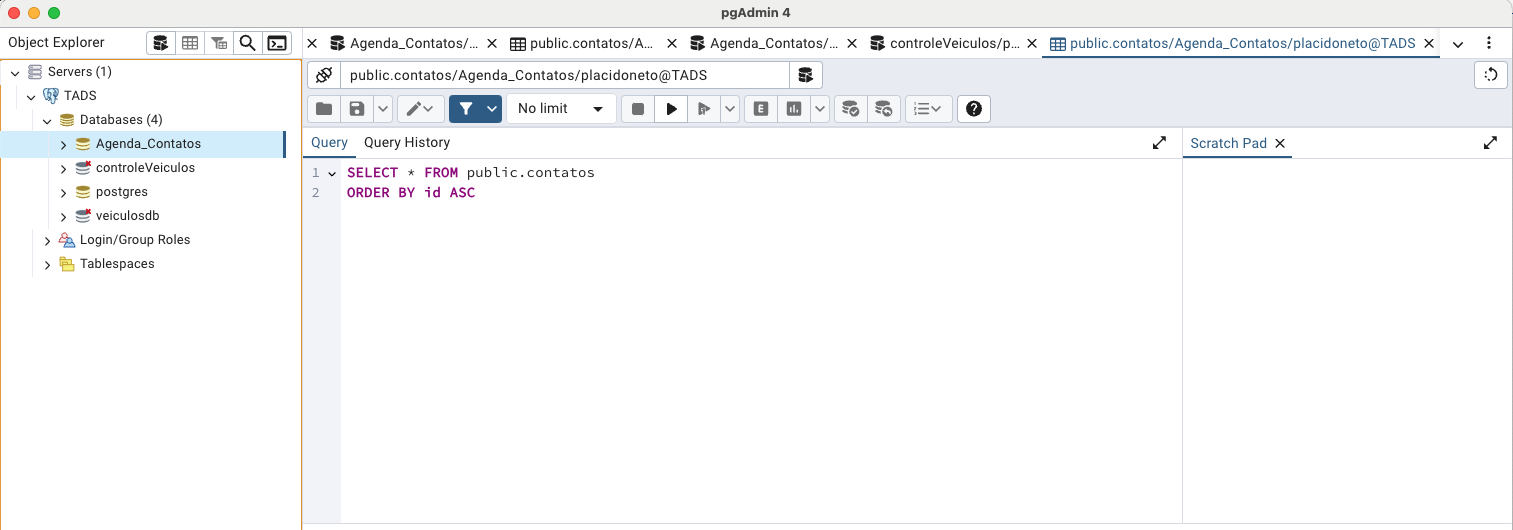 pgAdmin 4
Object Explorer
Agenda_Contatos/...
public.contatos/A...
Agenda_Contatos/...
controleVeiculos/p...
public.contatos/Agenda_Contatos/placidoneto@TADS
Servers (1)
TADS
Databases (4)
Agenda_Contatos
controleVeiculos
postgres
veiculosdb
Login/Group Roles
Tablespaces
public.contatos/Agenda_Contatos/placidoneto@TADS
No limit
E
Query
Query History
Scratch Pad
1 SELECT * FROM public.contatos
2 ORDER BY id ASC